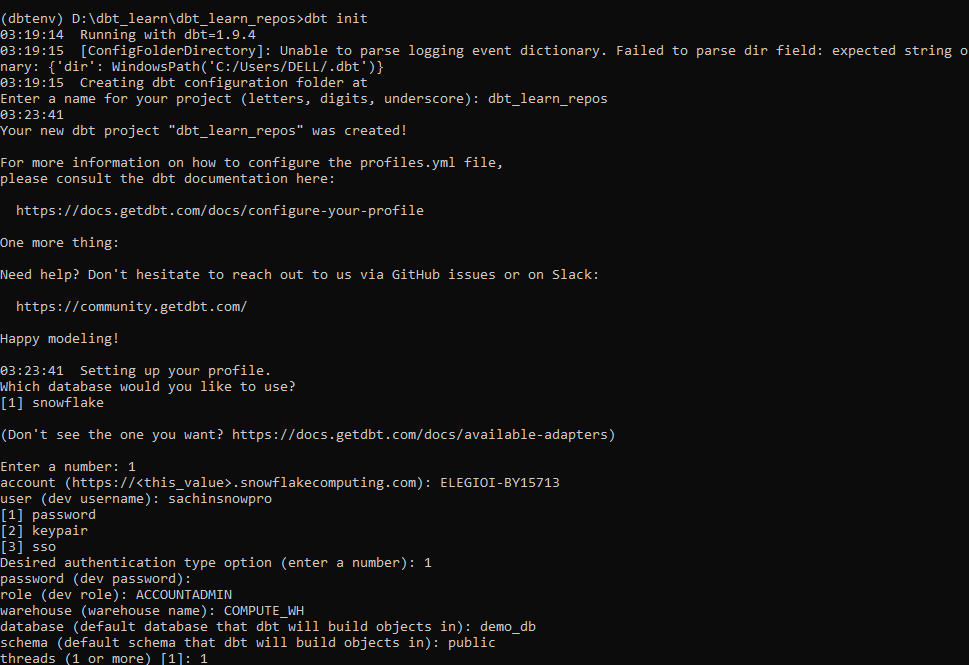 (dbtenv) D:\dbt_learn\dbt_learn_repos>dbt init
03:19:14  Running with dbt=1.9.4
03:19:15  [ConfigFolderDirectory]: Unable to parse logging event dictionary. Failed to parse dir field: expected string o
nary: {'dir': WindowsPath('C:/Users/DELL/.dbt')}
03:19:15  Creating dbt configuration folder at
Enter a name for your project (letters, digits, underscore): dbt_learn_repos
03:23:41
Your new dbt project "dbt_learn_repos" was created!
For more information on how to configure the profiles.yml file,
please consult the dbt documentation here:
  https://docs.getdbt.com/docs/configure-your-profile
One more thing:
Need help? Don't hesitate to reach out to us via GitHub issues or on Slack:
  https://community.getdbt.com/
Happy modeling!
03:23:41  Setting up your profile.
Which database would you like to use?
[1] snowflake
(Don't see the one you want? https://docs.getdbt.com/docs/available-adapters)
Enter a number: 1
account (https://<this_value>.snowflakecomputing.com): ELEGIOI-BY15713
user (dev username): sachinsnowpro
[1] password
[2] keypair
[3] sso
Desired authentication type option (enter a number): 1
password (dev password):
role (dev role): ACCOUNTADMIN
warehouse (warehouse name): COMPUTE_WH
database (default database that dbt will build objects in): demo_db
schema (default schema that dbt will build objects in): public
threads (1 or more) [1]: 1